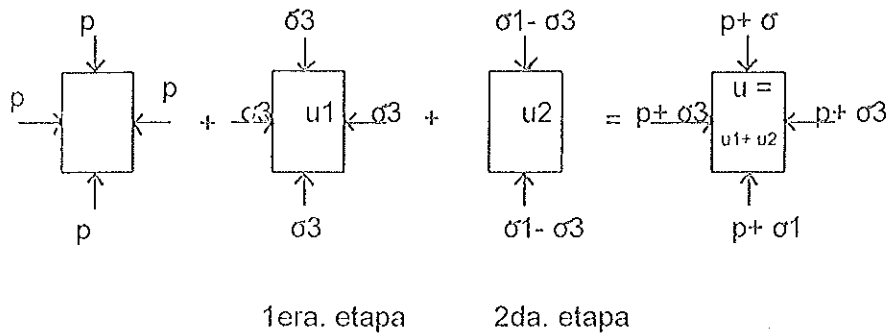 p σ3 σ1- σ3 p+ σ
p p + σ3 u1 σ3 + u2 = p+ σ3 u = p+ σ3
u1+ u2
p σ3 σ1- σ3 p+ σ1
1era. etapa 2da. etapa